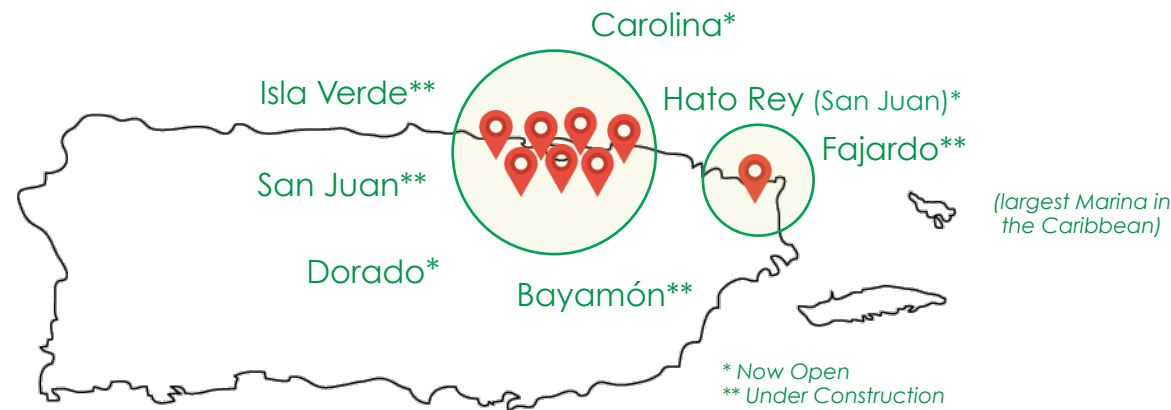 Carolina*
Isla Verde**
Hato Rey (San Juan)*
Fajardo**
San Juan**
(largest Marina in
the Caribbean)
Dorado*
Bayamón**
* Now Open
** Under Construction